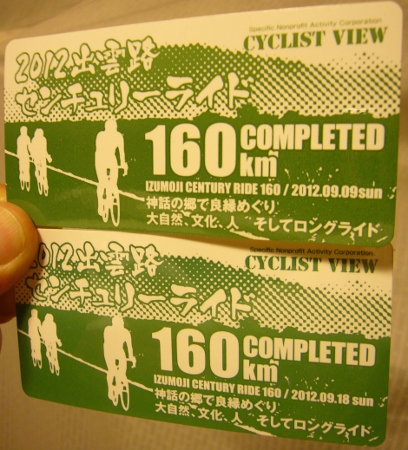 Specific Nonprofit Activity Corporation
CYCLIST VIEW
2012出雲路
センチュリーライド
160km COMPLETED
IZUMOJI CENTURY RIDE 160 / 2012.09.09sun
神話の郷で良縁めぐり
大自然、文化、人 そしてロングライド
Specific Nonprofit Activity Corporation.
CYCLIST VIEW
2012出雲路
センチュリーライド
160km COMPLETED
IZUMOJI CENTURY RIDE 160 / 2012.09.18 sun
神話の郷で良縁めぐり
大自然、文化、人 そしてロングライド